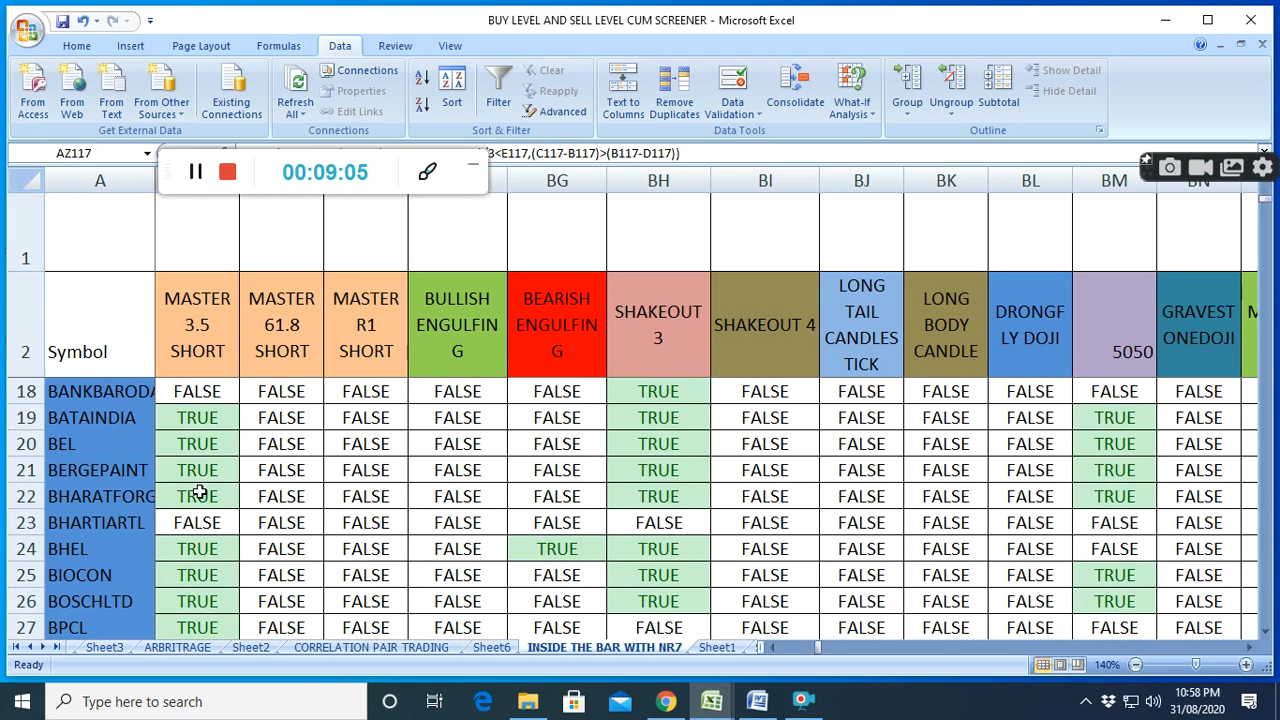 BUY LEVEL AND SELL LEVEL CUM SCREENER - Microsoft Excel
Home Insert Page Layout Formulas Data Review View
From Access From Web From Text From Other Sources Existing Connections
Get External Data
Refresh All Connections Properties Edit Links
Connections
Sort Filter Clear Reapply Advanced
Sort & Filter
Text to Columns Remove Duplicates Data Validation Consolidate What-If Analysis
Data Tools
Group Ungroup Subtotal Show Detail Hide Detail
Outline
AZ117 /3<E117,(C117-B117)>(B117-D117))
00:09:05
A BG BH BI BJ BK BL BM BN
1
2 Symbol MASTER 3.5 SHORT MASTER 61.8 SHORT MASTER R1 SHORT BULLISH ENGULFIN G BEARISH ENGULFIN G SHAKEOUT 3 SHAKEOUT 4 LONG TAIL CANDLES TICK LONG BODY CANDLE DRONGF LY DOJI 5050 GRAVEST ONEDOJI M
18 BANKBARODA FALSE FALSE FALSE FALSE FALSE TRUE FALSE FALSE FALSE FALSE FALSE FALSE
19 BATAINDIA TRUE FALSE FALSE FALSE FALSE TRUE FALSE FALSE FALSE FALSE TRUE FALSE
20 BEL TRUE FALSE FALSE FALSE FALSE TRUE FALSE FALSE FALSE FALSE TRUE FALSE
21 BERGEPAINT TRUE FALSE FALSE FALSE FALSE TRUE FALSE FALSE FALSE FALSE TRUE FALSE
22 BHARATFORG TRUE FALSE FALSE FALSE FALSE TRUE FALSE FALSE FALSE FALSE TRUE FALSE
23 BHARTIARTL FALSE FALSE FALSE FALSE FALSE FALSE FALSE FALSE FALSE FALSE FALSE FALSE
24 BHEL TRUE FALSE FALSE FALSE TRUE TRUE FALSE FALSE FALSE FALSE FALSE FALSE
25 BIOCON TRUE FALSE FALSE FALSE FALSE TRUE FALSE FALSE FALSE FALSE TRUE FALSE
26 BOSCHLTD TRUE FALSE FALSE FALSE FALSE TRUE FALSE FALSE FALSE FALSE TRUE FALSE
27 BPCL TRUE FALSE FALSE FALSE FALSE FALSE FALSE FALSE FALSE FALSE FALSE FALSE
Sheet3 ARBRITRAGE Sheet2 CORRELATION PAIR TRADING Sheet6 INSIDE THE BAR WITH NR7 Sheet1
Ready 140%
Type here to search 10:58 PM
31/08/2020